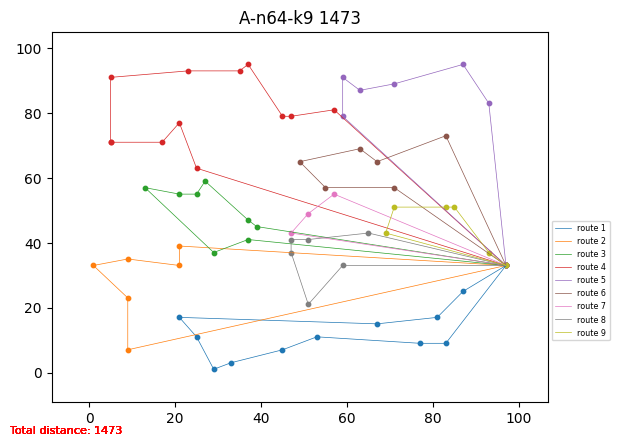 A-n64-k9 1473
100
80
60
40
20
0
0 20 40 60 80 100
route 1
route 2
route 3
route 4
route 5
route 6
route 7
route 8
route 9
Total distance: 1473